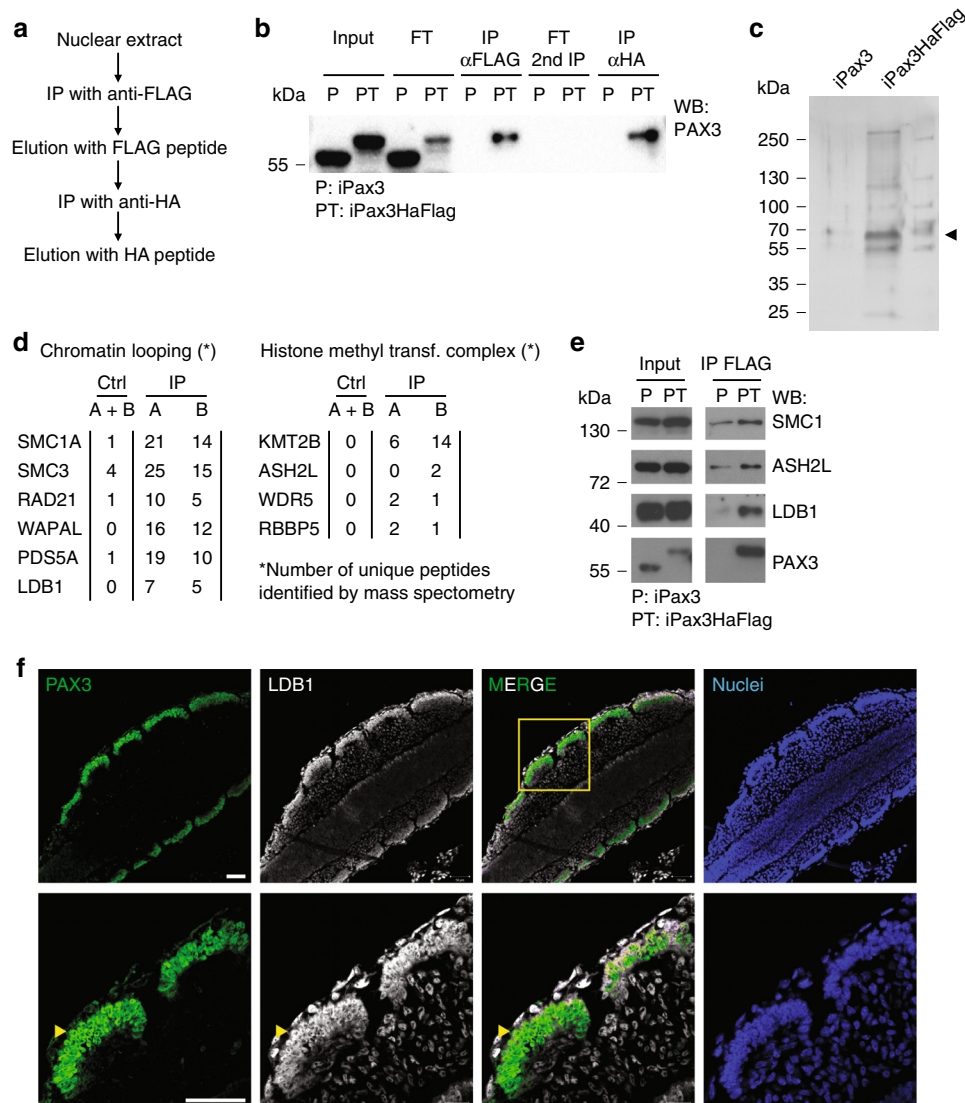 a
Nuclear extract
IP with anti-FLAG
Elution with FLAG peptide
IP with anti-HA
Elution with HA peptide
b
Input FT IP αFLAG FT 2nd IP IP αHA
kDa P PT P PT P PT P PT P PT WB: PAX3
55
P: iPax3
PT: iPax3HaFlag
c
iPax3 iPax3HaFlag
kDa
250
130
100
70
55
35
25
d
Chromatin looping (*)
Ctrl IP
A + B A B
SMC1A 1 21 14
SMC3 4 25 15
RAD21 1 10 5
WAPAL 0 16 12
PDS5A 1 19 10
LDB1 0 7 5
Histone methyl transf. complex (*)
Ctrl IP
A + B A B
KMT2B 0 6 14
ASH2L 0 0 2
WDR5 0 2 1
RBBP5 0 2 1
*Number of unique peptides
identified by mass spectometry
e
Input IP FLAG
kDa P PT P PT WB:
130 SMC1
72 ASH2L
40 LDB1
55 PAX3
P: iPax3
PT: iPax3HaFlag
f
PAX3 LDB1 MERGE Nuclei